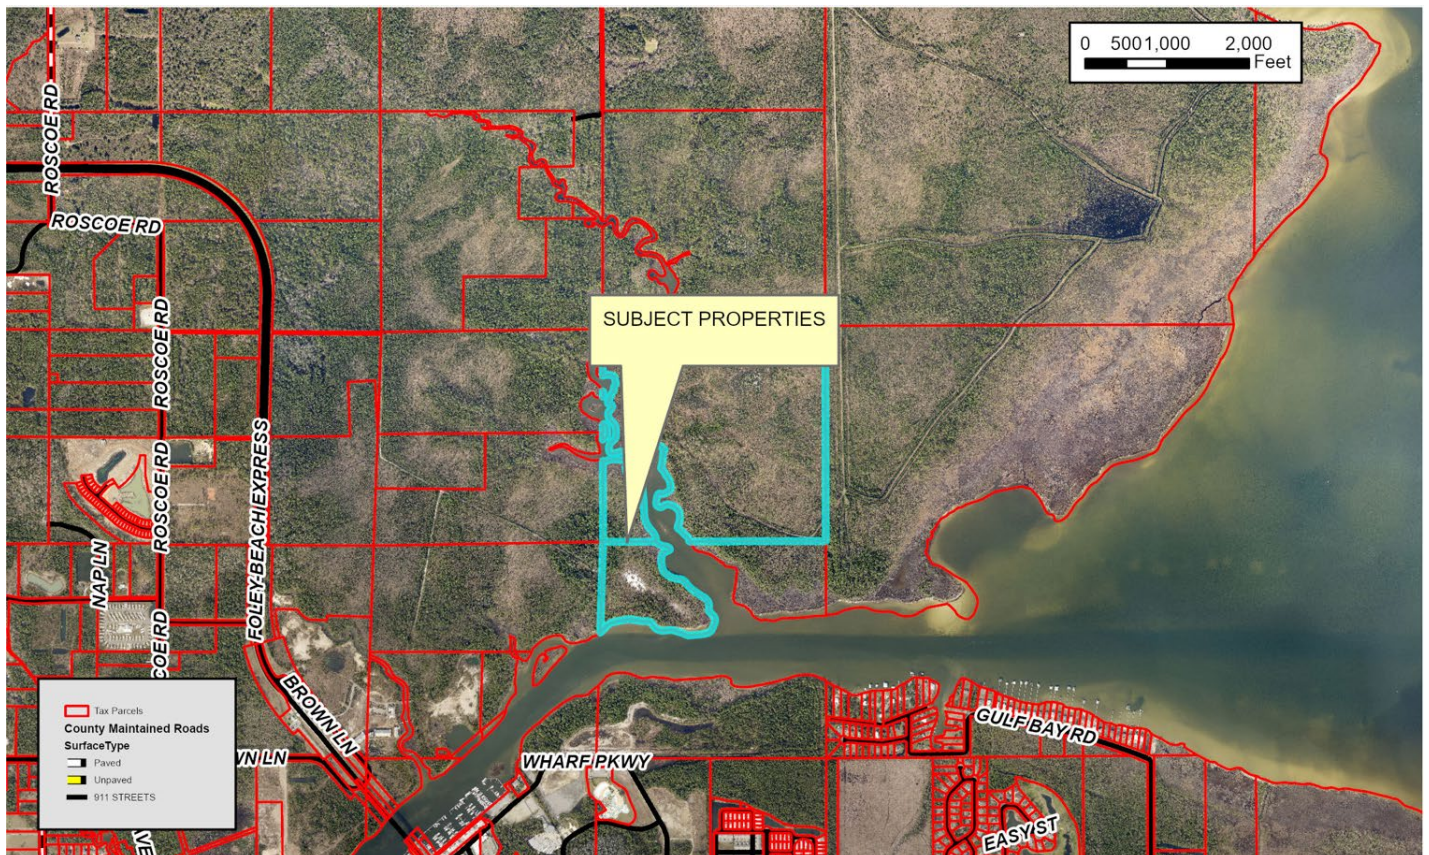 0 500 1,000 2,000
Feet
ROSCOE RD
ROSCOE RD
ROSCOE RD
SUBJECT PROPERTIES
ROSCOE RD
FOLEY-BEACH EXPRESS
NAP LN
COE RD
BROWN LN
VN LN
WHARF PKWY
GULF BAY RD
EASY ST
VE
Tax Parcels
County Maintained Roads
SurfaceType
Paved
Unpaved
911 STREETS